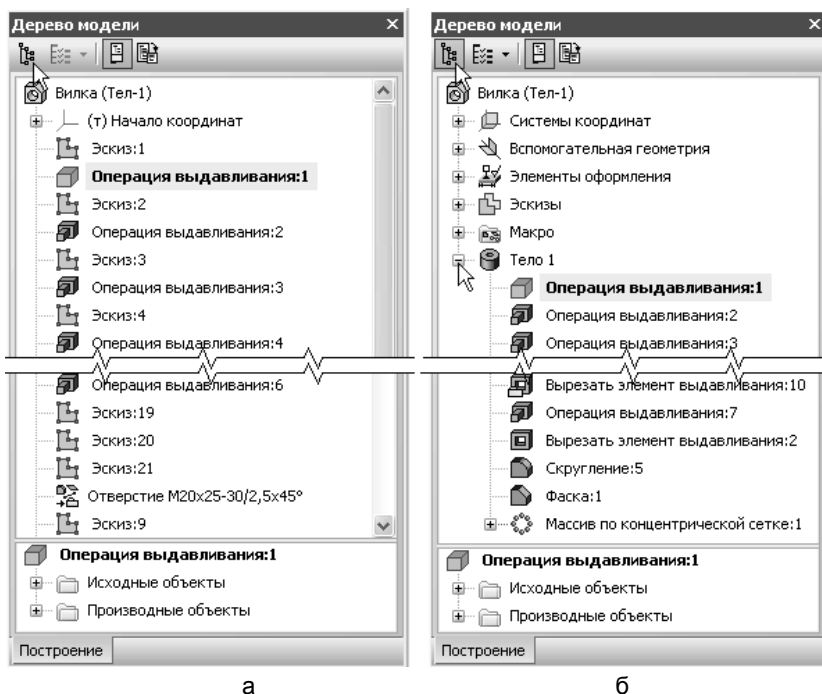 Дерево модели
Вилка (Тел-1)
(т) Начало координат
Эскиз:1
Операция выдавливания:1
Эскиз:2
Операция выдавливания:2
Эскиз:3
Операция выдавливания:3
Эскиз:4
Операция выдавливания:4
Операция выдавливания:6
Эскиз:19
Эскиз:20
Эскиз:21
Отверстие М20х25-30/2,5х45°
Эскиз:9
Операция выдавливания:1
Исходные объекты
Производные объекты
Построение
а
Дерево модели
Вилка (Тел-1)
Системы координат
Вспомогательная геометрия
Элементы оформления
Эскизы
Макро
Тело 1
Операция выдавливания:1
Операция выдавливания:2
Операция выдавливания:3
Вырезать элемент выдавливания:10
Операция выдавливания:7
Вырезать элемент выдавливания:2
Скругление:5
Фаска:1
Массив по концентрической сетке:1
Операция выдавливания:1
Исходные объекты
Производные объекты
Построение
б